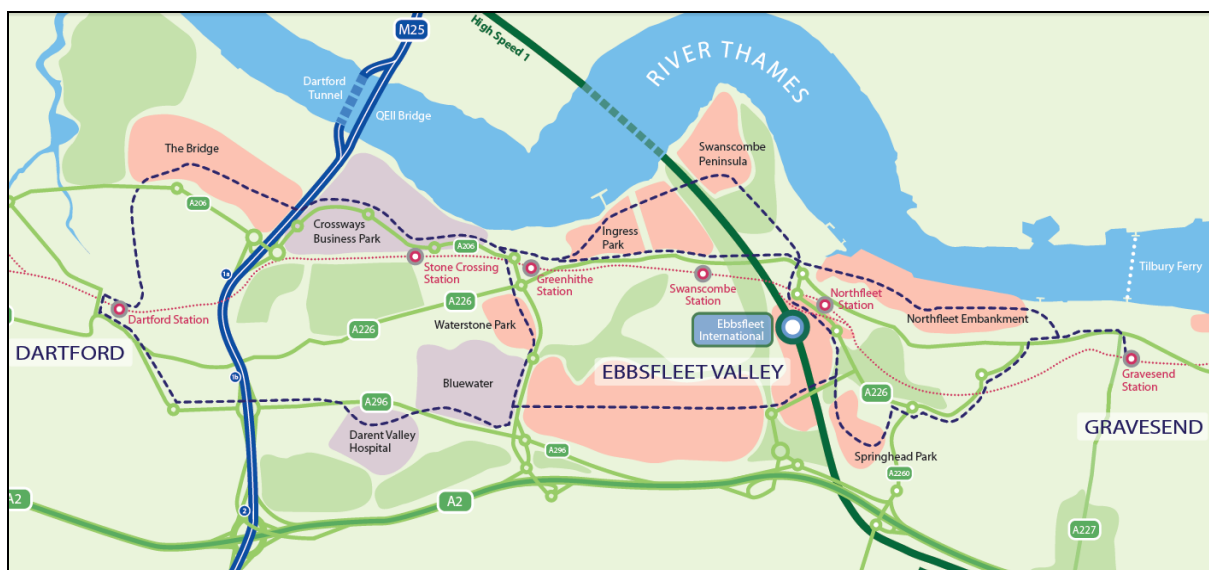 M25
High Speed 1
RIVER THAMES
Dartford
Tunnel
QEII Bridge
The Bridge
Swanscombe
Peninsula
A206
Crossways
Business Park
Ingress
Park
A206
Stone Crossing
Station
Greenhithe
Station
Swanscombe
Station
Tilbury Ferry
1a
A226
A226
Northfleet
Station
Dartford Station
Waterstone Park
Ebbsfleet
International
Northfleet Embankment
DARTFORD
Gravesend
Station
EBBSFLEET VALLEY
1b
Bluewater
A226
A296
GRAVESEND
Darent Valley
Hospital
A296
Springhead Park
A2260
A2
A2
2
A227